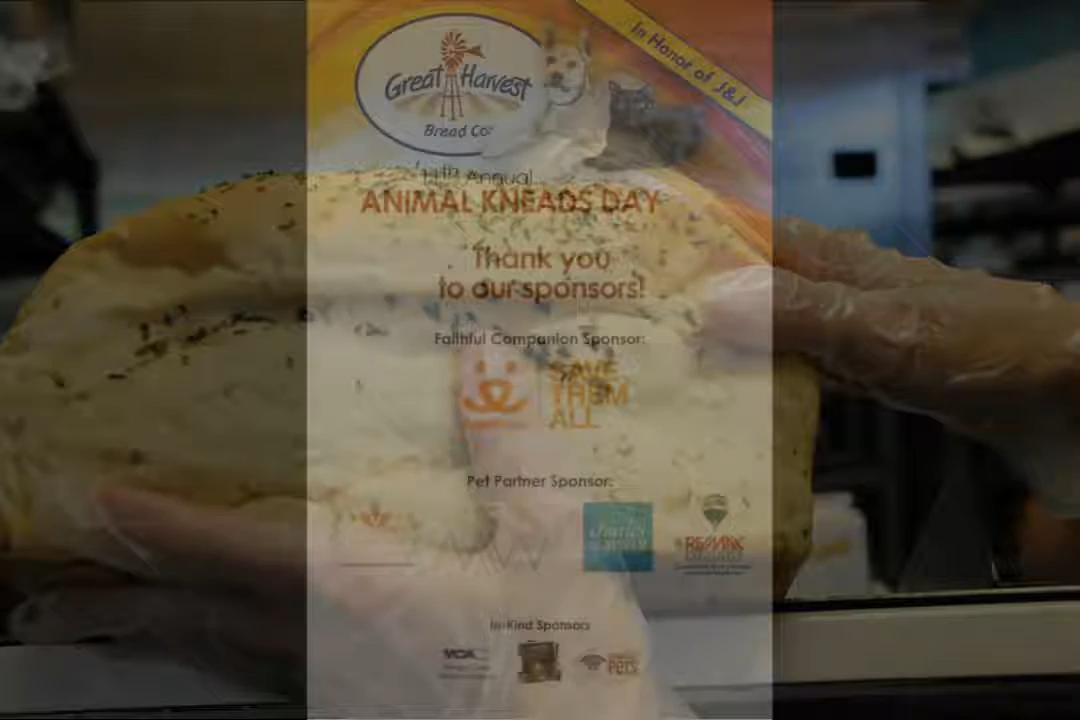 In Honor of J&J
Great Harvest
Bread Co.
11th Annual
ANIMAL KNEADS DAY
Thank you
to our sponsors!
Faithful Companion Sponsor:
SAVE
THEM
ALL
Pet Partner Sponsor:
RE/MAX
In-Kind Sponsors
VCA
Pets